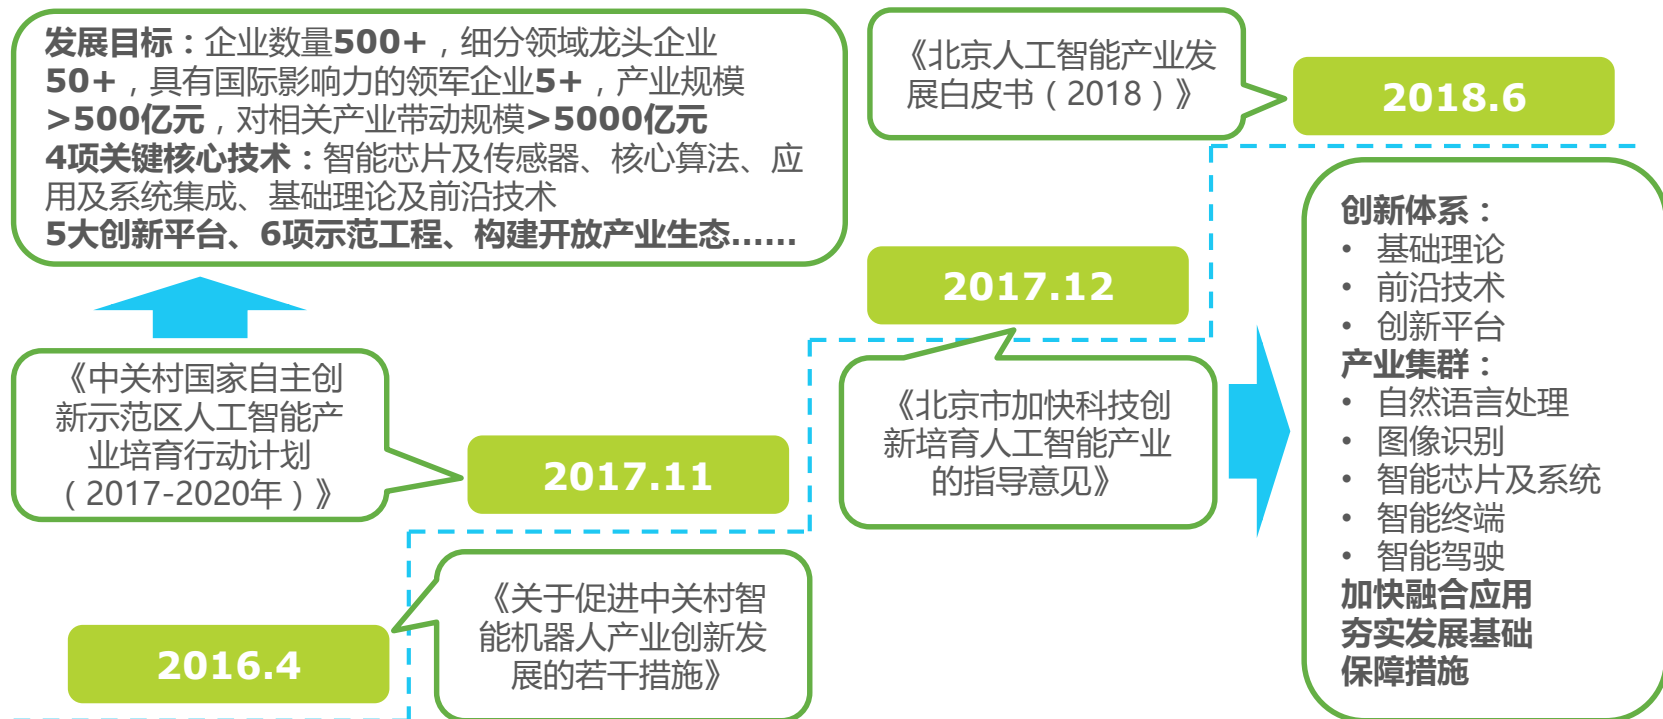 发展目标：企业数量500+，细分领域龙头企业
50+，具有国际影响力的领军企业5+，产业规模
>500亿元，对相关产业带动规模>5000亿元
4项关键核心技术：智能芯片及传感器、核心算法、应
用及系统集成、基础理论及前沿技术
5大创新平台、6项示范工程、构建开放产业生态......
《中关村国家自主创
新示范区人工智能产
业培育行动计划
（2017-2020年）》
2017.11
2016.4
《关于促进中关村智
能机器人产业创新发
展的若干措施》
《北京人工智能产业发
展白皮书（2018）》
2018.6
2017.12
《北京市加快科技创
新培育人工智能产业
的指导意见》
创新体系：
• 基础理论
• 前沿技术
• 创新平台
产业集群：
• 自然语言处理
• 图像识别
• 智能芯片及系统
• 智能终端
• 智能驾驶
加快融合应用
夯实发展基础
保障措施